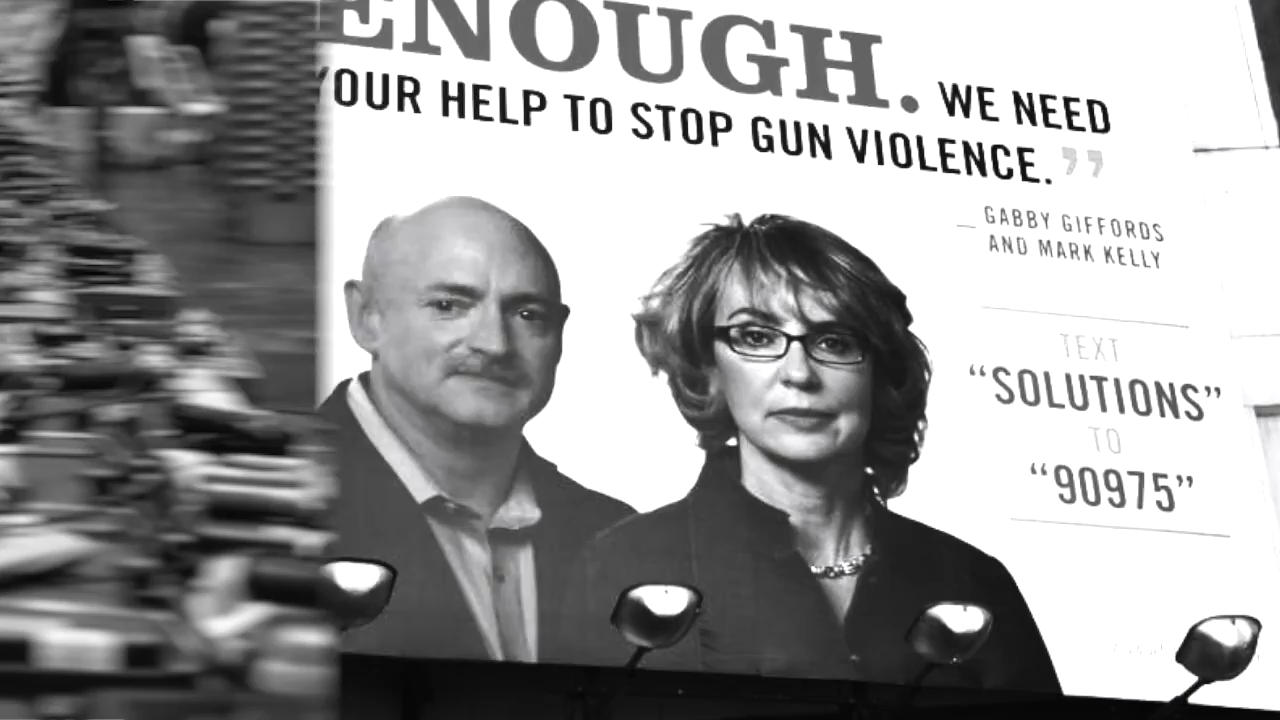 ENOUGH. WE NEED
YOUR HELP TO STOP GUN VIOLENCE.”
— GABBY GIFFORDS
AND MARK KELLY
TEXT
“SOLUTIONS”
TO
“90975”